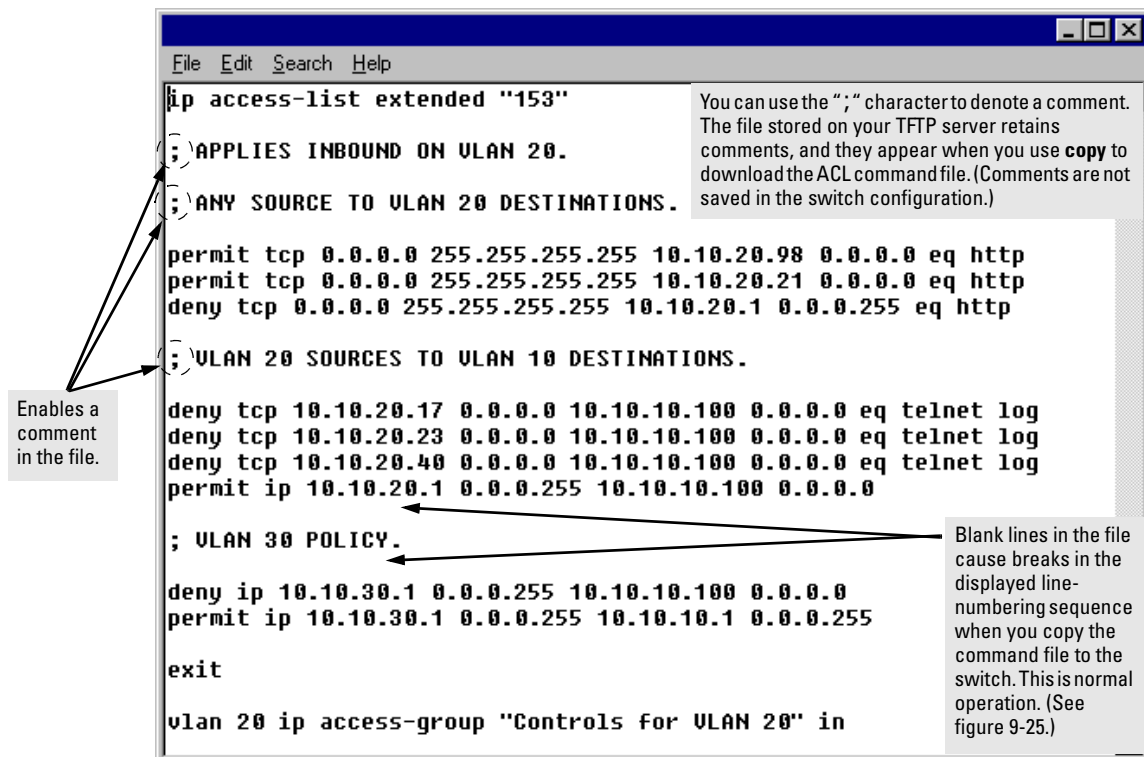 File Edit Search Help
ip access-list extended "153"
; APPLIES INBOUND ON VLAN 20.
; ANY SOURCE TO VLAN 20 DESTINATIONS.
permit tcp 0.0.0.0 255.255.255.255 10.10.20.98 0.0.0.0 eq http
permit tcp 0.0.0.0 255.255.255.255 10.10.20.21 0.0.0.0 eq http
deny tcp 0.0.0.0 255.255.255.255 10.10.20.1 0.0.0.255 eq http
; VLAN 20 SOURCES TO VLAN 10 DESTINATIONS.
deny tcp 10.10.20.17 0.0.0.0 10.10.10.100 0.0.0.0 eq telnet log
deny tcp 10.10.20.23 0.0.0.0 10.10.10.100 0.0.0.0 eq telnet log
deny tcp 10.10.20.40 0.0.0.0 10.10.10.100 0.0.0.0 eq telnet log
permit ip 10.10.20.1 0.0.0.255 10.10.10.100 0.0.0.0
; VLAN 30 POLICY.
deny ip 10.10.30.1 0.0.0.255 10.10.10.100 0.0.0.0
permit ip 10.10.30.1 0.0.0.255 10.10.10.1 0.0.0.255
exit
vlan 20 ip access-group "Controls for VLAN 20" in
You can use the “ ; “ character to denote a comment.
The file stored on your TFTP server retains
comments, and they appear when you use copy to
download the ACL command file. (Comments are not
saved in the switch configuration.)
Enables a
comment
in the file.
Blank lines in the file
cause breaks in the
displayed line-
numbering sequence
when you copy the
command file to the
switch. This is normal
operation. (See
figure 9-25.)